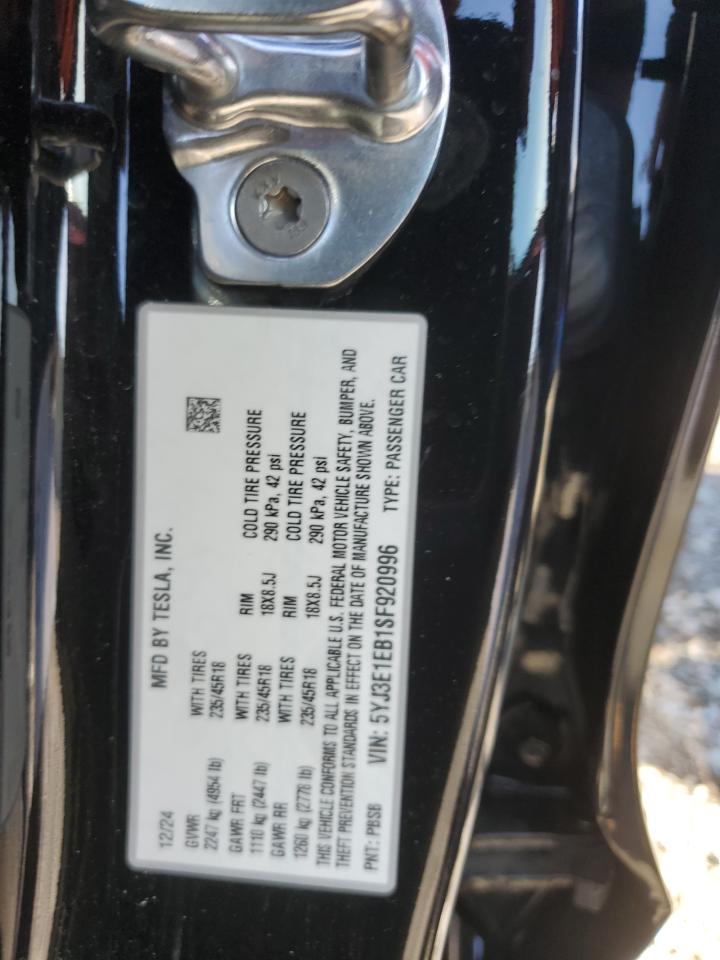 MFD BY TESLA, INC.
12/24
GVWR WITH TIRES
2247 kg (4954 lb) 235/45R18
GAWR FRT WITH TIRES RIM COLD TIRE PRESSURE
1110 kg (2447 lb) 235/45R18 18X8.5J 290 kPa, 42 psi
GAWR RR WITH TIRES RIM COLD TIRE PRESSURE
1260 kg (2778 lb) 235/45R18 18X8.5J 290 kPa, 42 psi
THIS VEHICLE CONFORMS TO ALL APPLICABLE U.S. FEDERAL MOTOR VEHICLE SAFETY, BUMPER, AND
THEFT PREVENTION STANDARDS IN EFFECT ON THE DATE OF MANUFACTURE SHOWN ABOVE.
PNT: PBSB VIN: 5YJ3E1EB1SF920996 TYPE: PASSENGER CAR